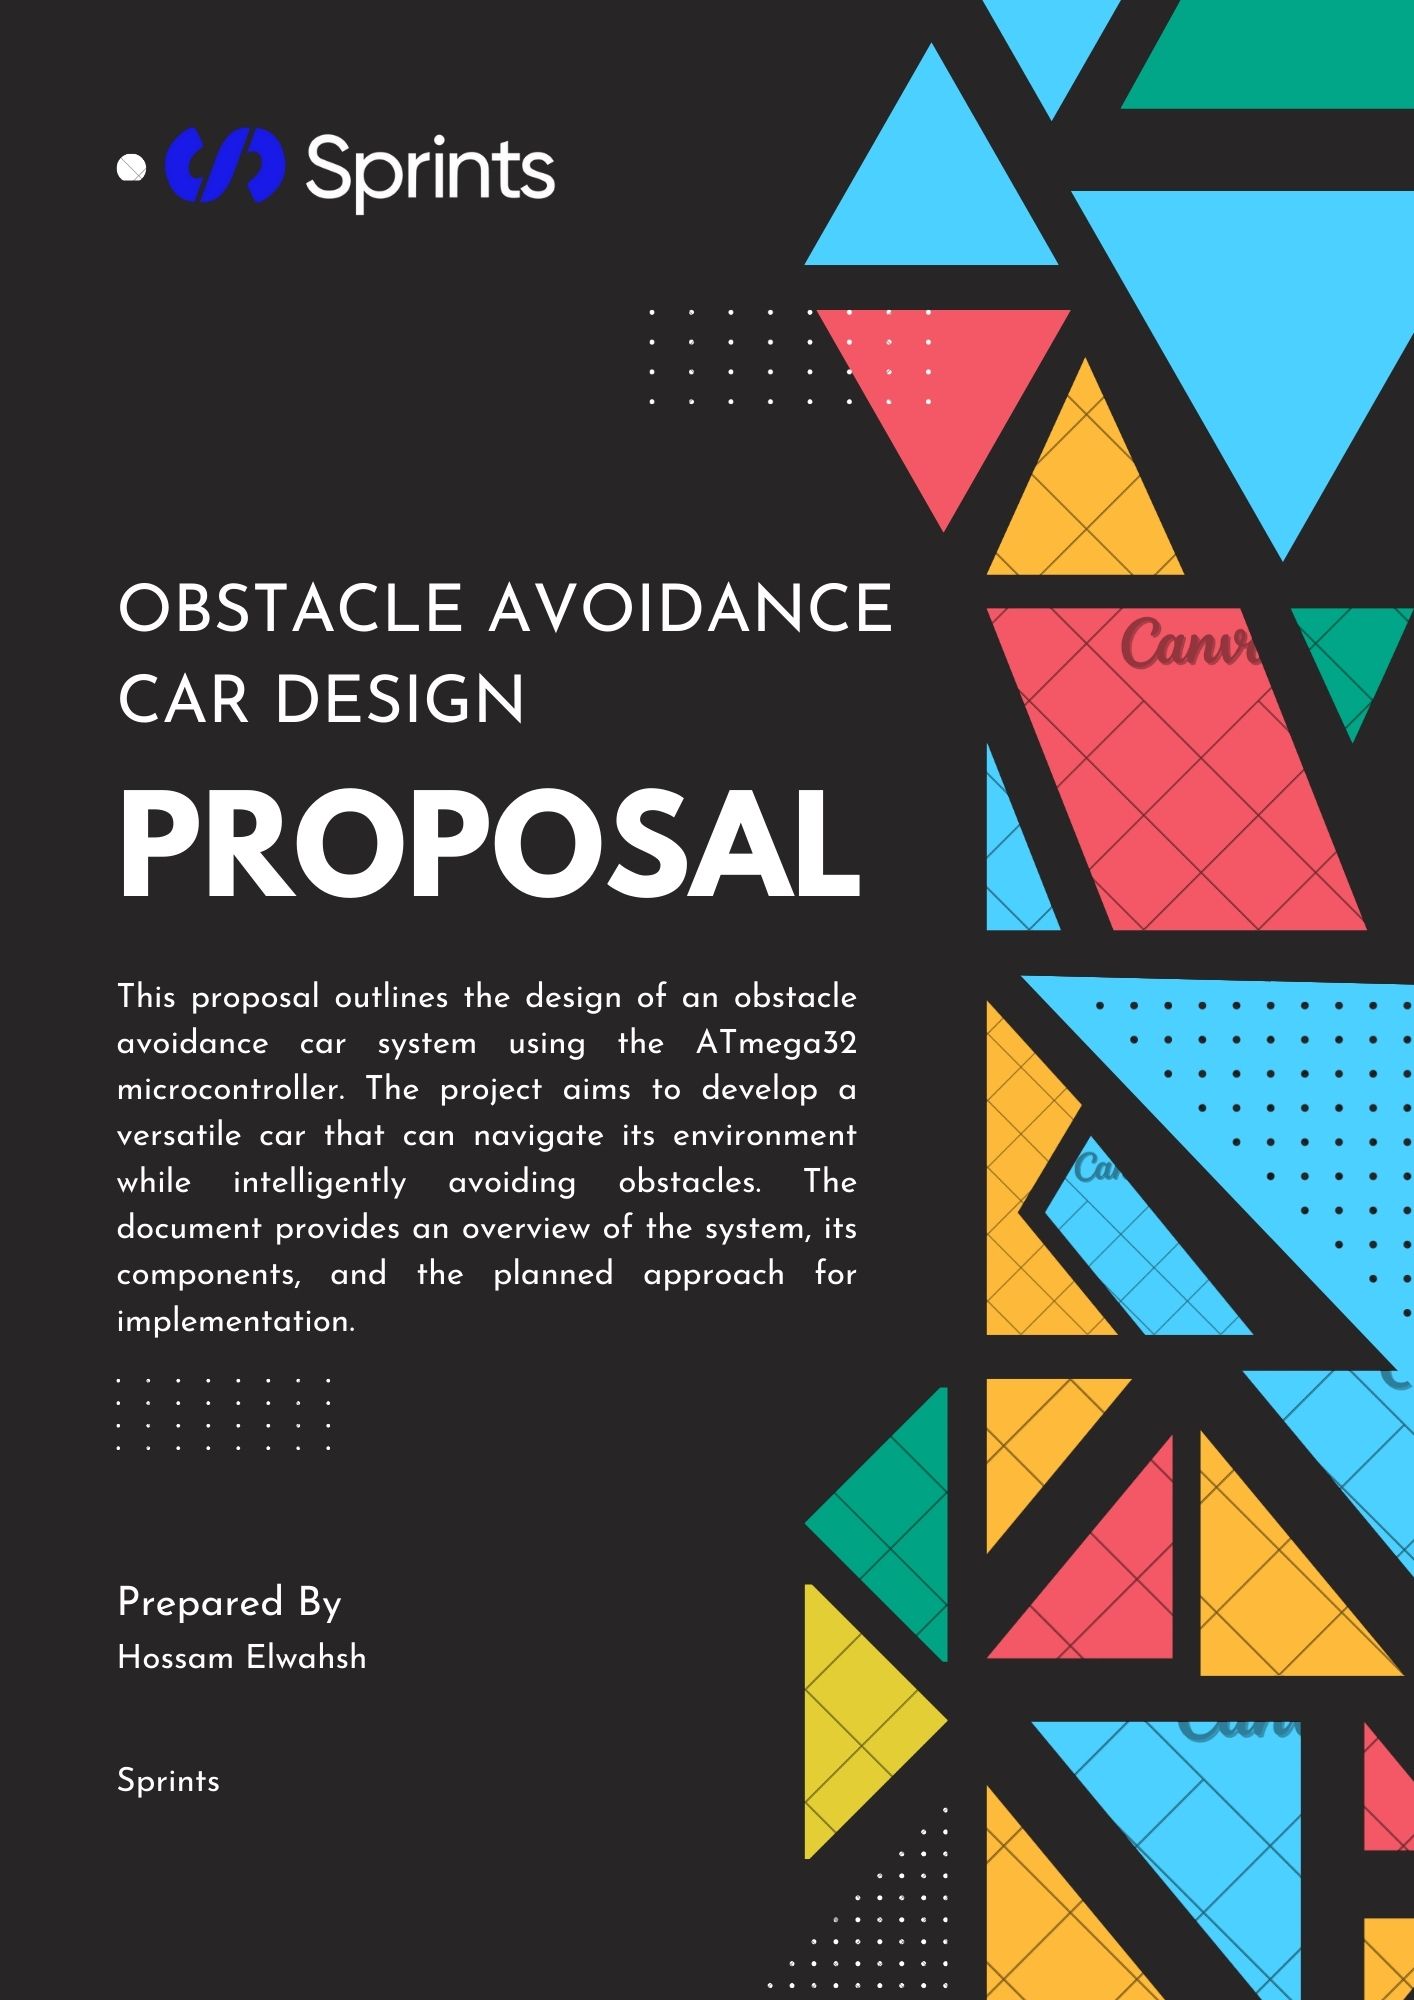 Sprints
OBSTACLE AVOIDANCE
CAR DESIGN
PROPOSAL
This proposal outlines the design of an obstacle
avoidance car system using the ATmega32
microcontroller. The project aims to develop a
versatile car that can navigate its environment
while intelligently avoiding obstacles. The
document provides an overview of the system, its
components, and the planned approach for
implementation.
Prepared By
Hossam Elwahsh
Sprints